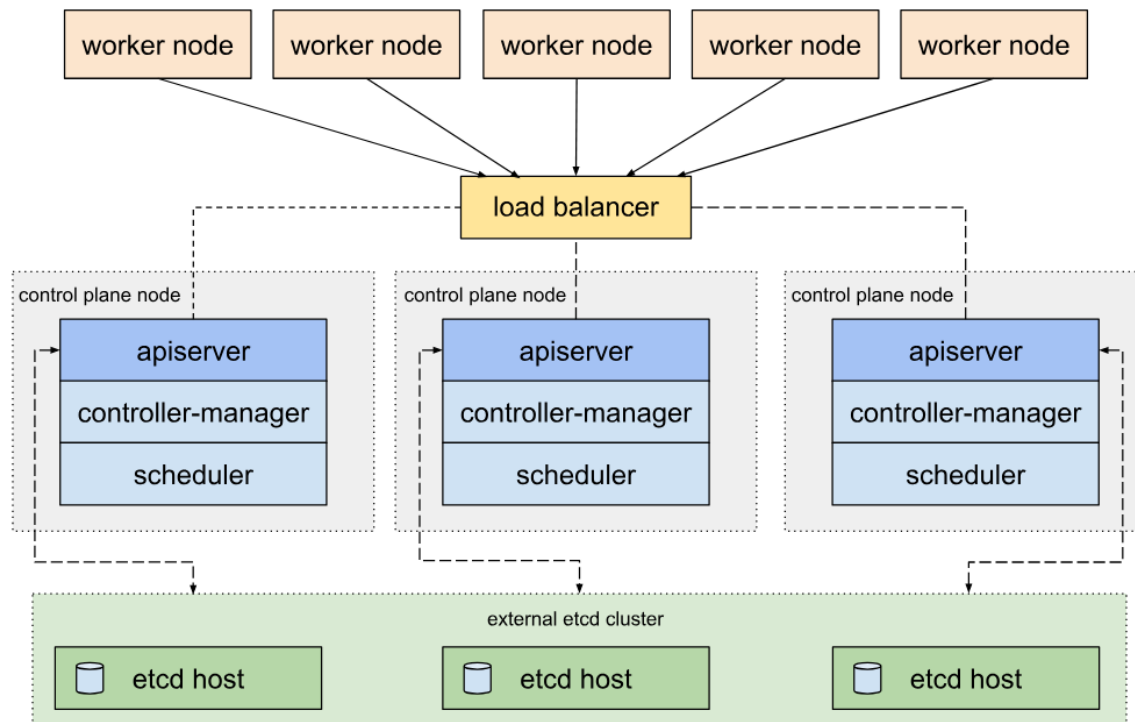 worker node
worker node
worker node
worker node
worker node
load balancer
control plane node
control plane node
control plane node
apiserver
apiserver
apiserver
controller-manager
controller-manager
controller-manager
scheduler
scheduler
scheduler
external etcd cluster
etcd host
etcd host
etcd host